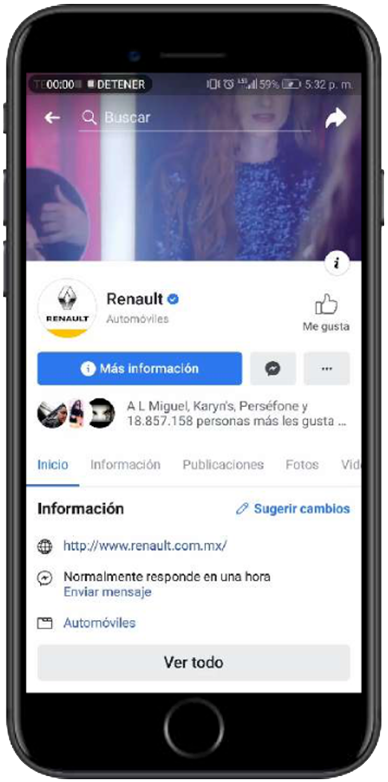 00:00 DETENER 59% 5:32 p. m.
Buscar
i
RENAULT
Renault
Automóviles
Me gusta
i Más información
...
A L Miguel, Karyn's, Perséfone y
18.857.158 personas más les gusta ...
Inicio Información Publicaciones Fotos Vid
Información
Sugerir cambios
http://www.renault.com.mx/
Normalmente responde en una hora
Enviar mensaje
Automóviles
Ver todo